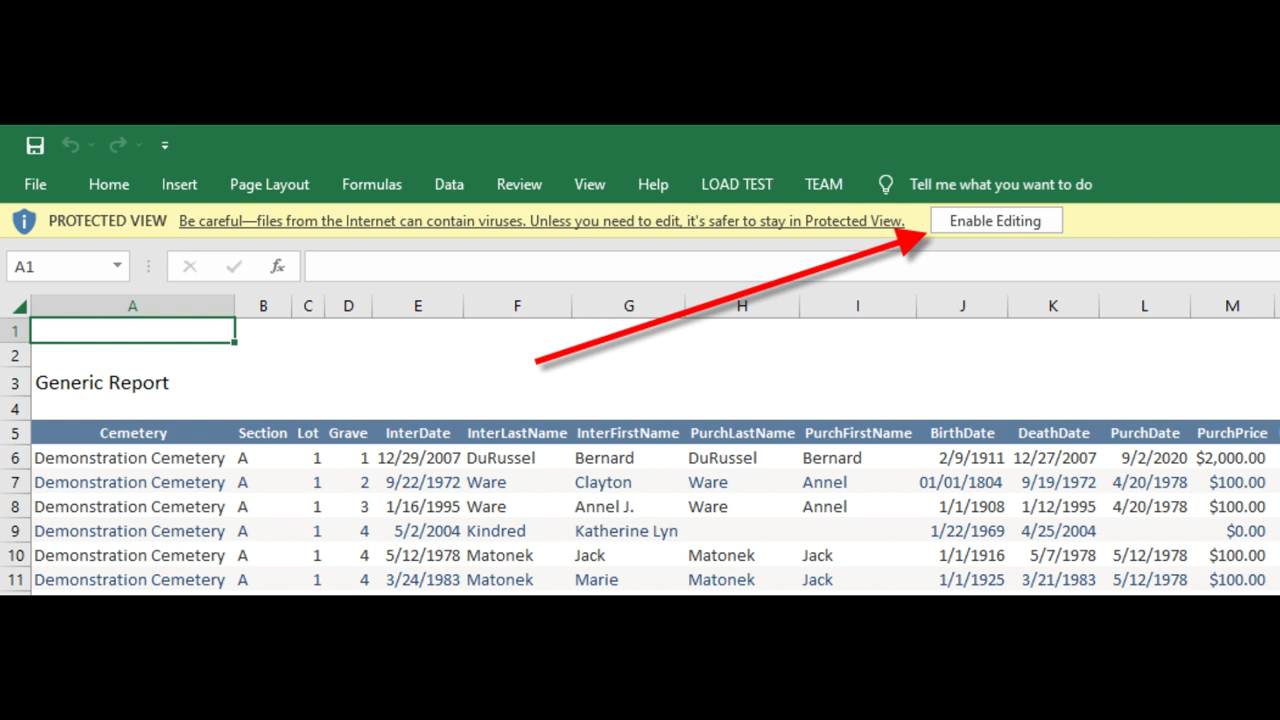 File Home Insert Page Layout Formulas Data Review View Help LOAD TEST TEAM Tell me what you want to do
PROTECTED VIEW Be careful—files from the Internet can contain viruses. Unless you need to edit, it's safer to stay in Protected View. Enable Editing
A1 fx
A B C D E F G H I J K L M
1
2
3 Generic Report
4
5 Cemetery Section Lot Grave InterDate InterLastName InterFirstName PurchLastName PurchFirstName BirthDate DeathDate PurchDate PurchPrice
6 Demonstration Cemetery A 1 1 12/29/2007 DuRussel Bernard DuRussel Bernard 2/9/1911 12/27/2007 9/2/2020 $2,000.00
7 Demonstration Cemetery A 1 2 9/22/1972 Ware Clayton Ware Annel 01/01/1804 9/19/1972 4/20/1978 $100.00
8 Demonstration Cemetery A 1 3 1/16/1995 Ware Annel J. Ware Annel 1/1/1908 1/12/1995 4/20/1978 $100.00
9 Demonstration Cemetery A 1 4 5/2/2004 Kindred Katherine Lyn 1/22/1969 4/25/2004 $0.00
10 Demonstration Cemetery A 1 4 5/12/1978 Matonek Jack Matonek Jack 1/1/1916 5/7/1978 5/12/1978 $100.00
11 Demonstration Cemetery A 1 4 3/24/1983 Matonek Marie Matonek Jack 1/1/1925 3/21/1983 5/12/1978 $100.00